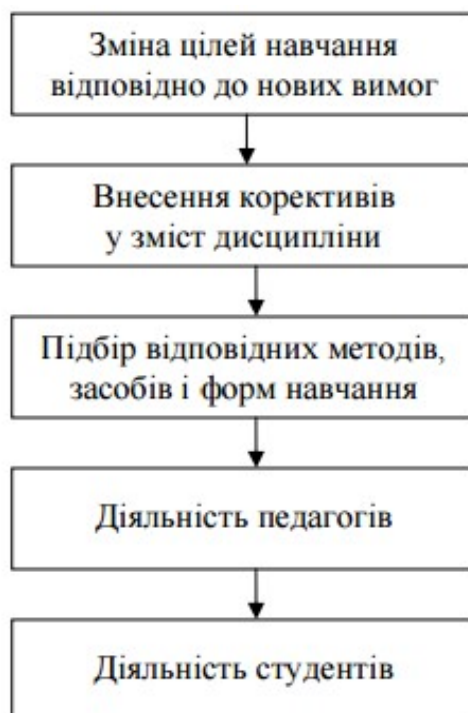 Зміна цілей навчання
відповідно до нових вимог
Внесення корективів
у зміст дисципліни
Підбір відповідних методів,
засобів і форм навчання
Діяльність педагогів
Діяльність студентів